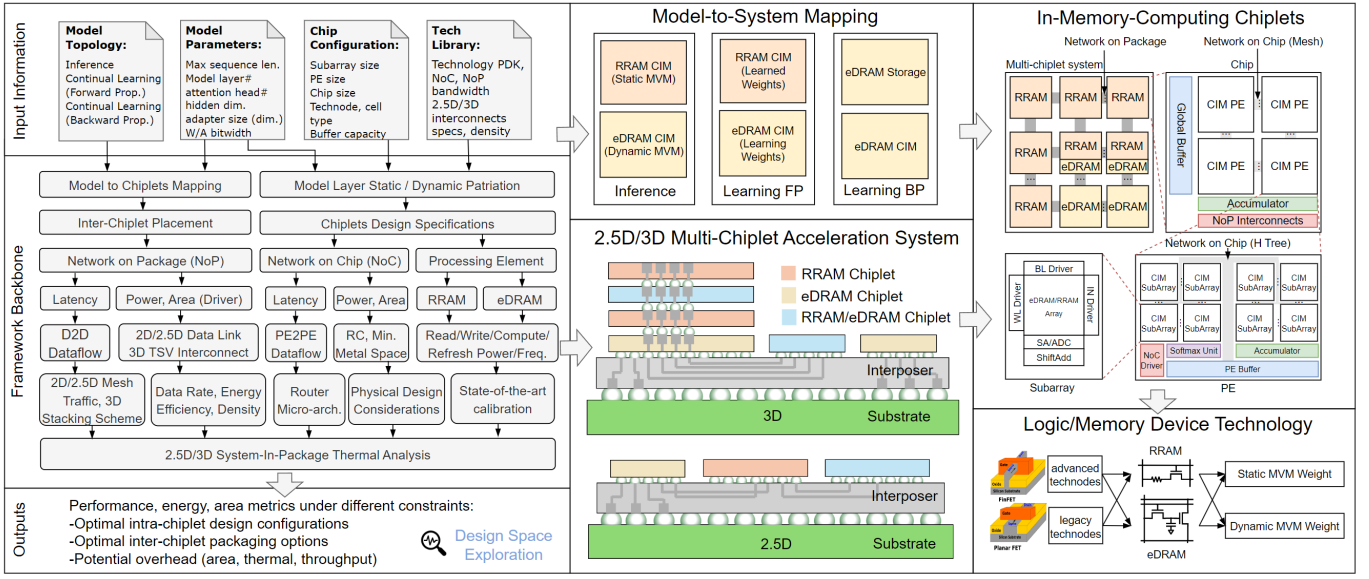 Input Information
Model
Topology:
Inference
Continual Learning
(Forward Prop.)
Continual Learning
(Backward Prop.)
Model
Parameters:
Max sequence len.
Model layer#
attention head#
hidden dim.
adapter size (dim.)
W/A bitwidth
Chip
Configuration:
Subarray size
PE size
Chip size
Technode, cell
type
Buffer capacity
Tech
Library:
Technology PDK,
NoC, NoP
bandwidth
2.5D/3D
interconnects
specs, density
Framework Backbone
Model to Chiplets Mapping
Model Layer Static / Dynamic Patriation
Inter-Chiplet Placement
Chiplets Design Specifications
Network on Package (NoP)
Network on Chip (NoC)
Processing Element
Latency
Power, Area (Driver)
Latency
Power, Area
RRAM
eDRAM
D2D
Dataflow
2D/2.5D Data Link
3D TSV Interconnect
PE2PE
Dataflow
RC, Min.
Metal Space
Read/Write/Compute/
Refresh Power/Freq.
2D/2.5D Mesh
Traffic, 3D
Stacking Scheme
Data Rate, Energy
Efficiency, Density
Router
Micro-arch.
Physical Design
Considerations
State-of-the-art
calibration
2.5D/3D System-In-Package Thermal Analysis
Outputs
Performance, energy, area metrics under different constraints:
-Optimal intra-chiplet design configurations
-Optimal inter-chiplet packaging options
-Potential overhead (area, thermal, throughput)
Design Space
Exploration
Model-to-System Mapping
RRAM CIM
(Static MVM)
eDRAM CIM
(Dynamic MVM)
Inference
RRAM CIM
(Learned
Weights)
eDRAM CIM
(Learning
Weights)
Learning FP
eDRAM Storage
eDRAM CIM
Learning BP
2.5D/3D Multi-Chiplet Acceleration System
RRAM Chiplet
eDRAM Chiplet
RRAM/eDRAM Chiplet
Interposer
3D
Substrate
Interposer
2.5D
Substrate
In-Memory-Computing Chiplets
Network on Package
Network on Chip (Mesh)
Multi-chiplet system
Chip
RRAM
RRAM
RRAM
RRAM
RRAM
RRAM
eDRAM
eDRAM
RRAM
eDRAM
eDRAM
Global Buffer
CIM PE
CIM PE
CIM PE
CIM PE
Accumulator
NoP Interconnects
Network on Chip (H Tree)
BL Driver
WL Driver
eDRAM/RRAM
Array
IN Driver
SA/ADC
ShiftAdd
Subarray
CIM
SubArray
CIM
SubArray
CIM
SubArray
CIM
SubArray
CIM
SubArray
CIM
SubArray
CIM
SubArray
CIM
SubArray
NoC
Driver
Softmax Unit
Accumulator
PE Buffer
PE
Logic/Memory Device Technology
Gate
Oxide
Silicon Substrate
FinFET
advanced
technodes
RRAM
Static MVM Weight
Planar FET
legacy
technodes
eDRAM
Dynamic MVM Weight